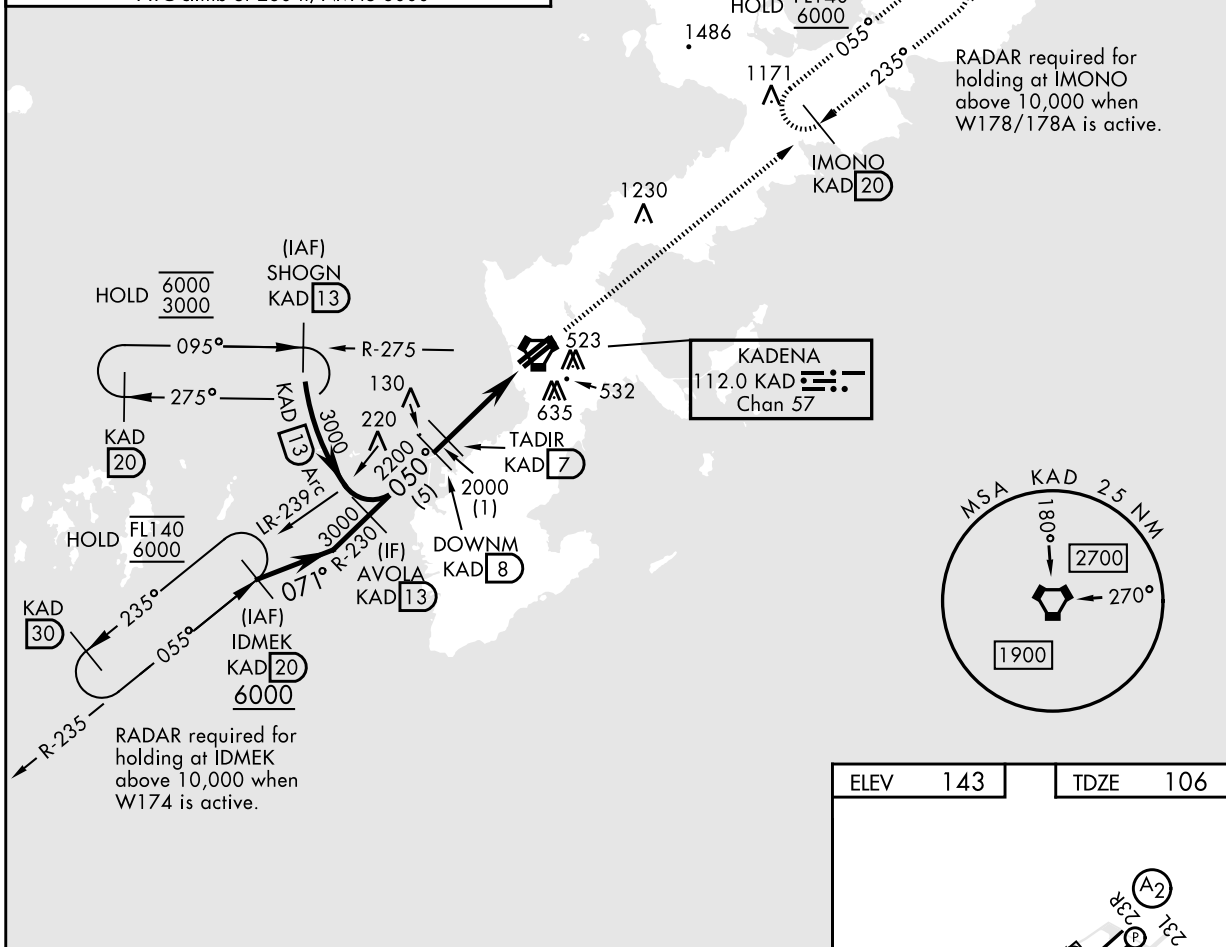 HOLD
6000
1486
055°
235°
RADAR required for
holding at IMONO
above 10,000 when
W178/178A is active.
1171
IMONO
KAD 20
1230
(IAF)
SHOGN
KAD 13
HOLD 6000
3000
095°
R-275
275°
KAD
20
KAD 13 Arc
3000
130
220
523
532
635
KADENA
112.0 KAD
Chan 57
TADIR
KAD 7
2200
050°
(5)
2000
(1)
DOWNM
KAD 8
LR-239
3000
R-230
(IF)
AVOLA
KAD 13
HOLD FL140
6000
071°
235°
055°
KAD
30
(IAF)
IDMEK
KAD 20
6000
R-235
RADAR required for
holding at IDMEK
above 10,000 when
W174 is active.
MSA KAD 25 NM
180°
2700
270°
1900
ELEV 143
TDZE 106
A2
23R
23L
P